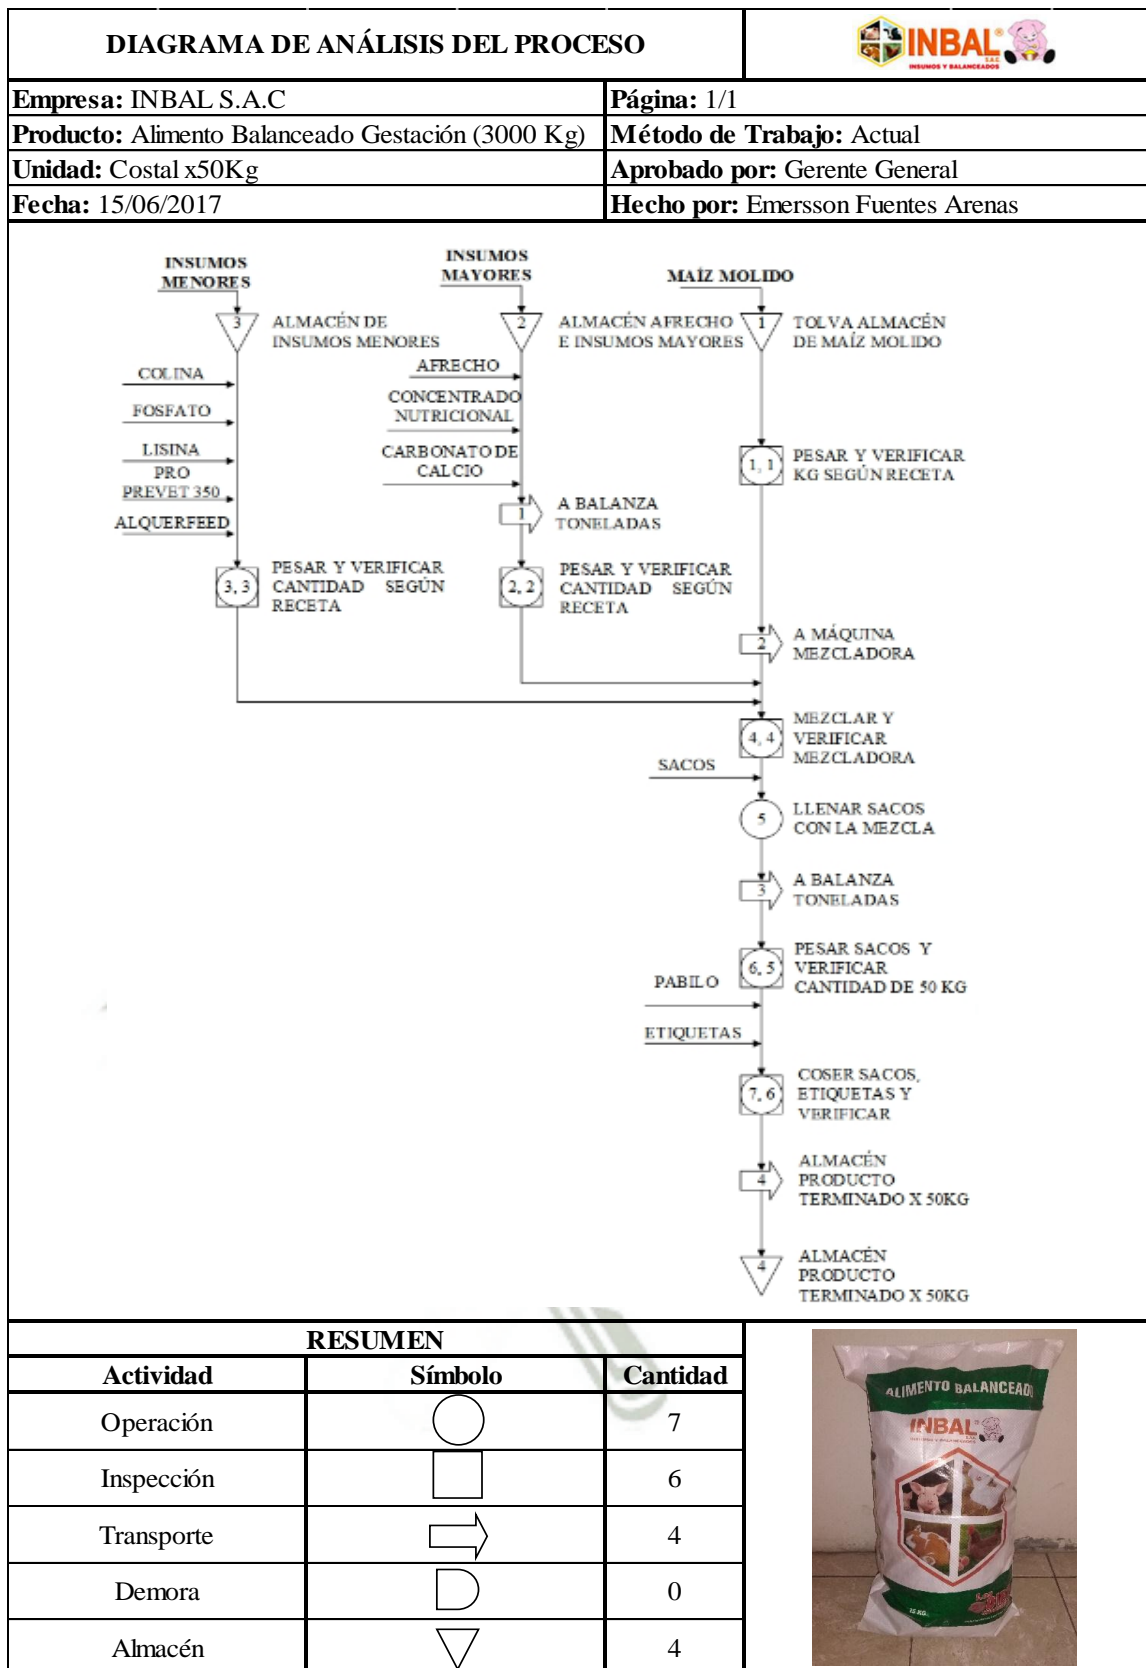 DIAGRAMA DE ANÁLISIS DEL PROCESO
INBAL
S.A.C
INSUMOS Y BALANCEADOS
Empresa: INBAL S.A.C
Página: 1/1
Producto: Alimento Balanceado Gestación (3000 Kg)
Método de Trabajo: Actual
Unidad: Costal x50Kg
Aprobado por: Gerente General
Fecha: 15/06/2017
Hecho por: Emersson Fuentes Arenas
INSUMOS
MENORES
INSUMOS
MAYORES
MAÍZ MOLIDO
3
ALMACÉN DE
INSUMOS MENORES
2
ALMACÉN AFRECHO
E INSUMOS MAYORES
1
TOLVA ALMACÉN
DE MAÍZ MOLIDO
COLINA
FOSFATO
LISINA
PRO
PREVET 350
ALQUERFEED
AFRECHO
CONCENTRADO
NUTRICIONAL
CARBONATO DE
CALCIO
1, 1
PESAR Y VERIFICAR
KG SEGÚN RECETA
1
A BALANZA
TONELADAS
3, 3
PESAR Y VERIFICAR
CANTIDAD SEGÚN
RECETA
2, 2
PESAR Y VERIFICAR
CANTIDAD SEGÚN
RECETA
2
A MÁQUINA
MEZCLADORA
4, 4
MEZCLAR Y
VERIFICAR
MEZCLADORA
SACOS
5
LLENAR SACOS
CON LA MEZCLA
3
A BALANZA
TONELADAS
6, 5
PESAR SACOS Y
VERIFICAR
CANTIDAD DE 50 KG
PABILO
ETIQUETAS
7, 6
COSER SACOS,
ETIQUETAS Y
VERIFICAR
4
ALMACÉN
PRODUCTO
TERMINADO X 50KG
4
ALMACÉN
PRODUCTO
TERMINADO X 50KG
RESUMEN
Actividad Símbolo Cantidad
Operación 7
Inspección 6
Transporte 4
Demora 0
Almacén 4
ALIMENTO BALANCEADO
INBAL